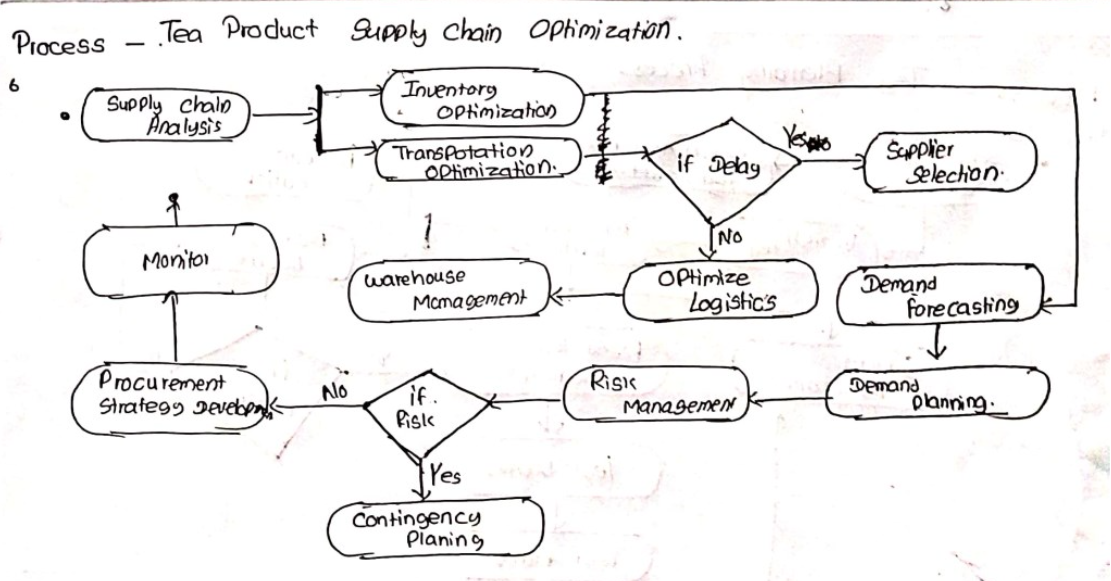 Process - Tea Product Supply Chain Optimization.
6
Supply Chain
Analysis
Inventory
Optimization
Transpotation
Optimization.
if Delay
Yes
Supplier
Selection.
No
Monitor
Warehouse
Management
Optimize
Logistic's
Demand
Forecasting
Procurement
Strategy Developm
No
if.
Risk
Risk
Management
Demand
Planning.
Yes
Contingency
Planing